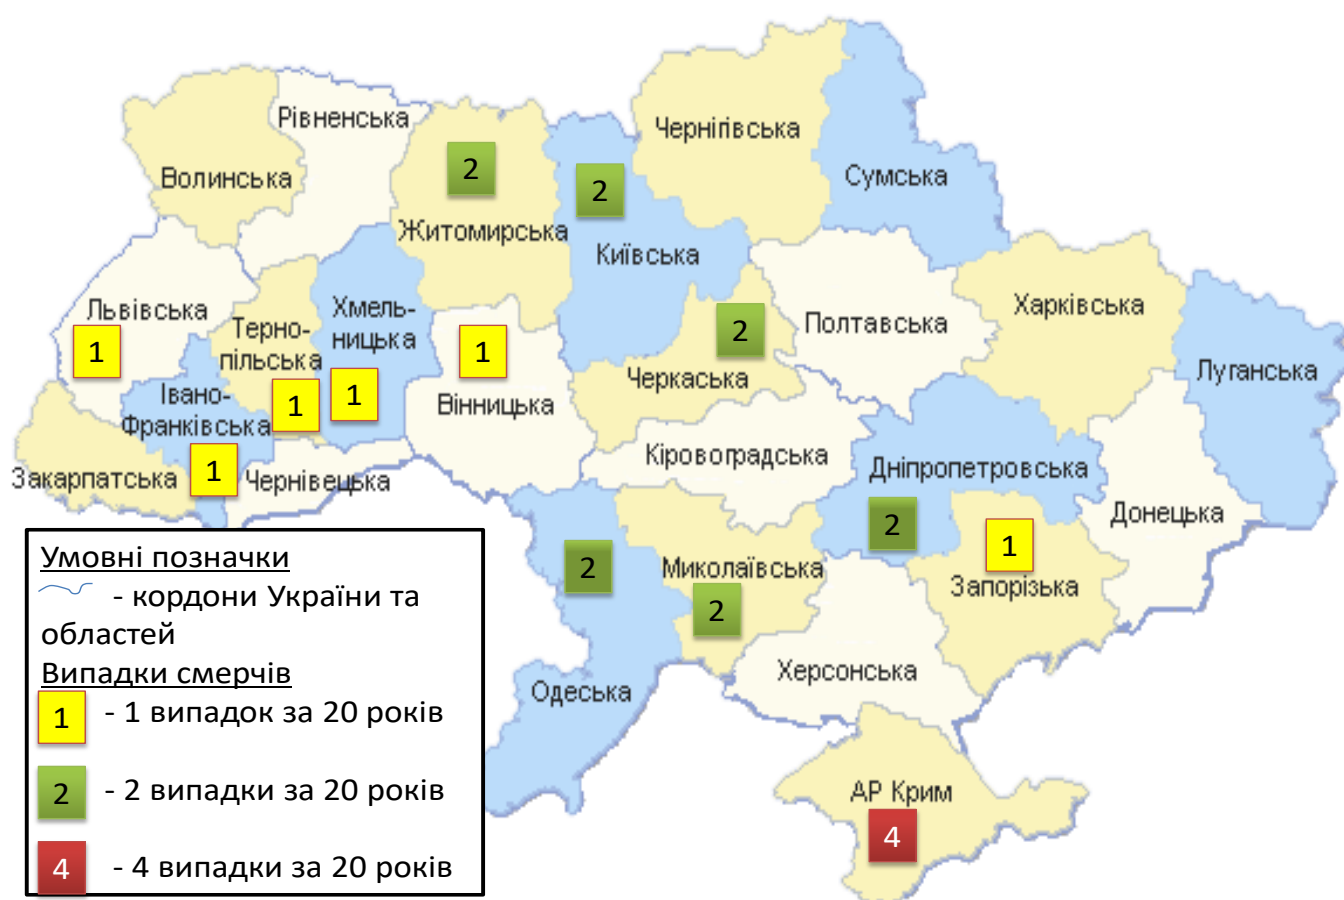 Рівненська
Чернігівська
Волинська
2
2
Сумська
Житомирська
Київська
Львівська
Хмель-
ницька
Терно-
пільська
Харківська
Полтавська
1
1
2
Луганська
Черкаська
1
1
Вінницька
Івано-
Франківська
Кіровоградська
Дніпропетровська
Закарпатська
1
Чернівецька
Донецька
2
1
2
Миколаївська
Запорізька
2
Херсонська
Одеська
АР Крим
4
Умовні позначки
- кордони України та
областей
Випадки смерчів
1 - 1 випадок за 20 років
2 - 2 випадки за 20 років
4 - 4 випадки за 20 років